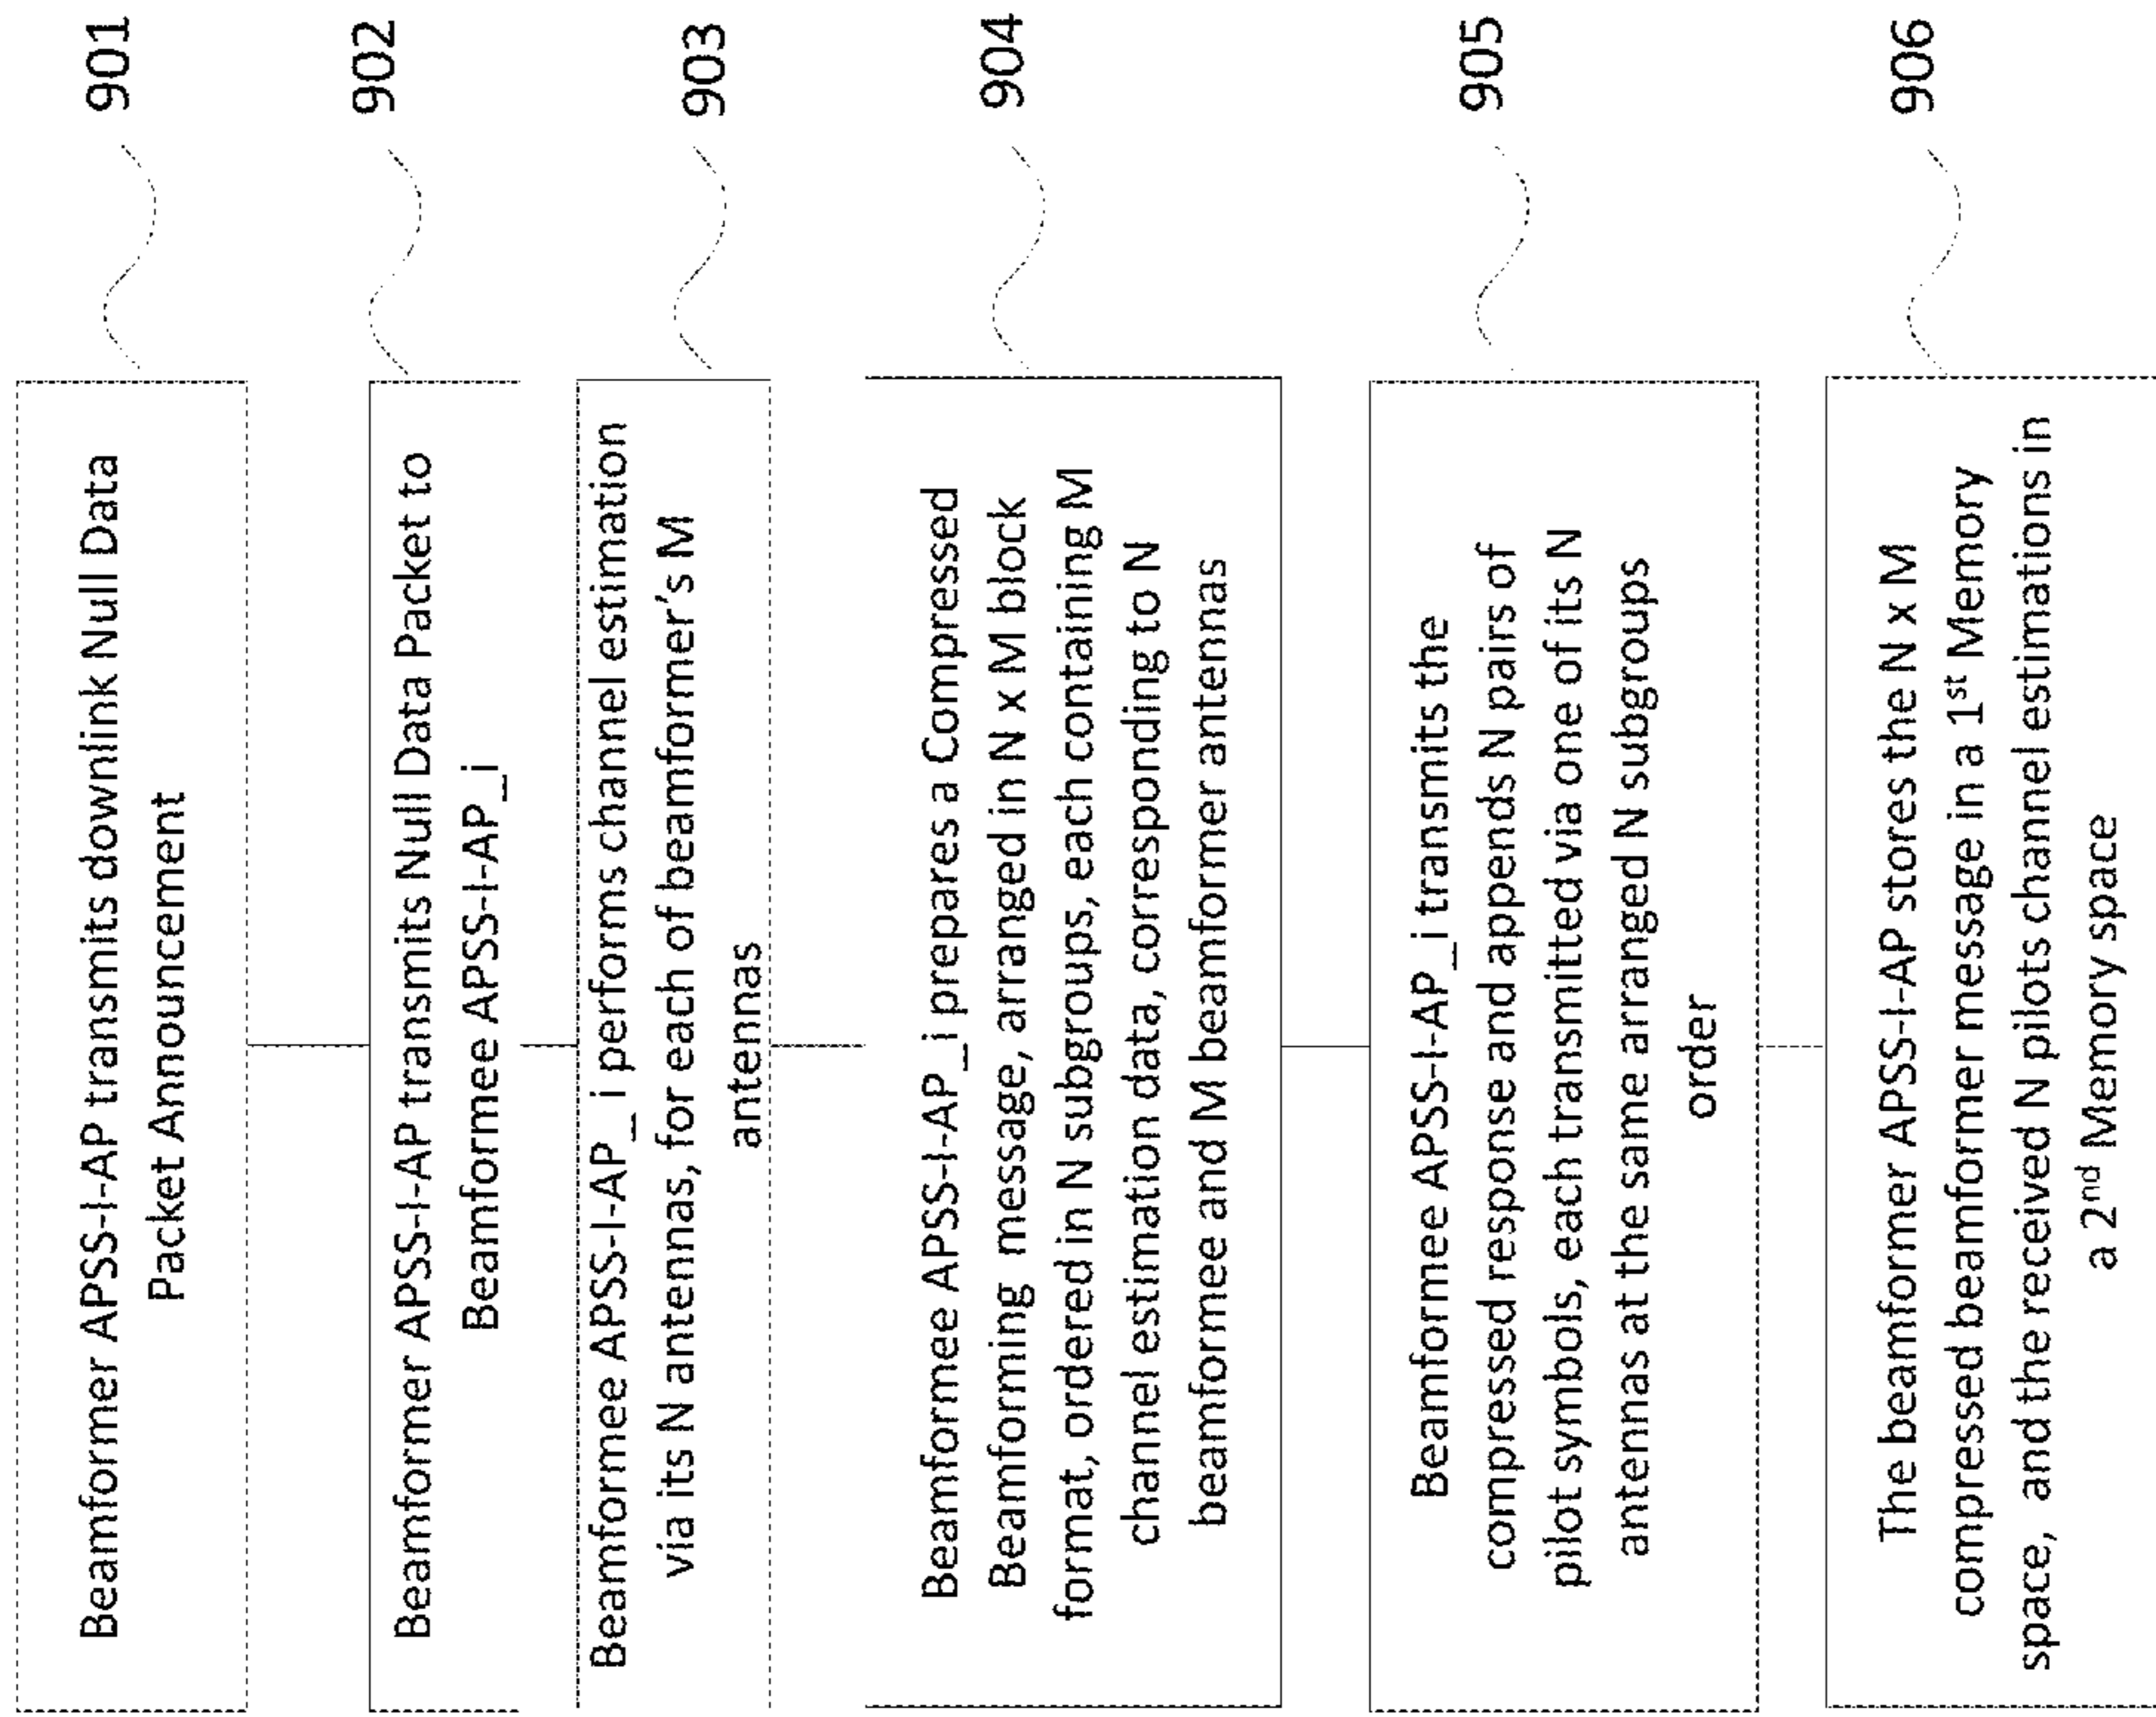 Beamformer APSS-I-AP transmits downlink Null Data
Packet Announcement
901
Beamformer APSS-I-AP transmits Null Data Packet to
Beamformee APSS-I-AP_i
902
Beamformee APSS-I-AP_i performs channel estimation
via its N antennas, for each of beamformer's M
antennas
903
Beamformee APSS-I-AP_i prepares a Compressed
Beamforming message, arranged in N x M block
format, ordered in N subgroups, each containing M
channel estimation data, corresponding to N
beamformee and M beamformer antennas
904
Beamformee APSS-I-AP_i transmits the
compressed response and appends N pairs of
pilot symbols, each transmitted via one of its N
antennas at the same arranged N subgroups
order
905
The beamformer APSS-I-AP stores the N x M
compressed beamformer message in a 1st Memory
space, and the received N pilots channel estimations in
a 2nd Memory space
906